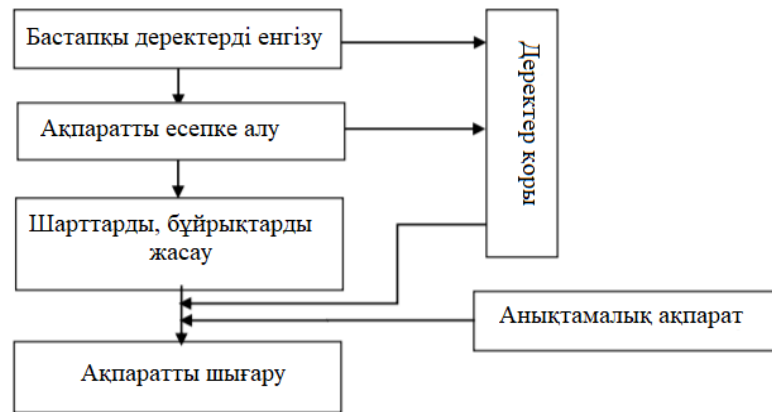 Бастапқы деректерді енгізу
Деректер қоры
Ақпаратты есепке алу
Шарттарды, бұйрықтарды
жасау
Анықтамалық ақпарат
Ақпаратты шығару